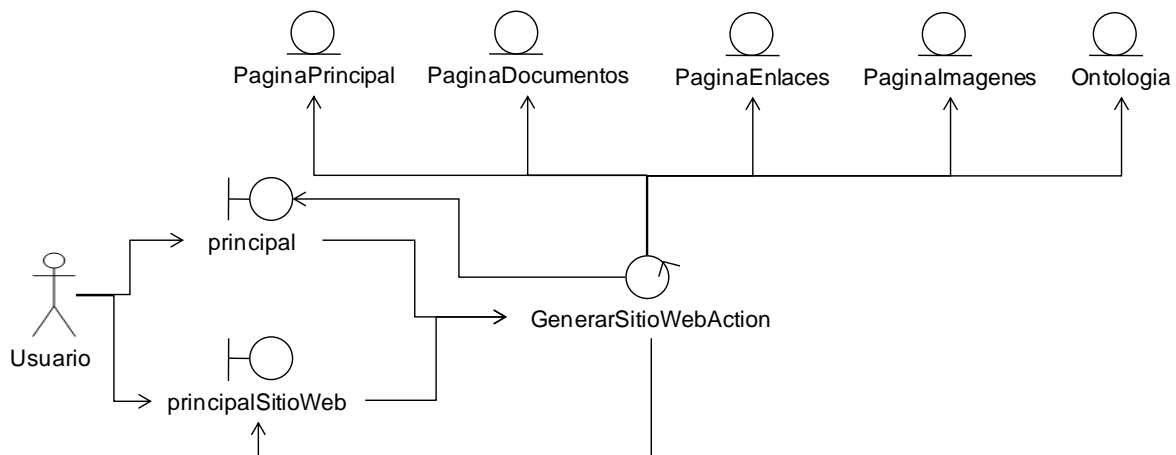 PaginaPrincipal
PaginaDocumentos
PaginaEnlaces
PaginaImagenes
Ontologia
principal
GenerarSitioWebAction
Usuario
principalSitioWeb